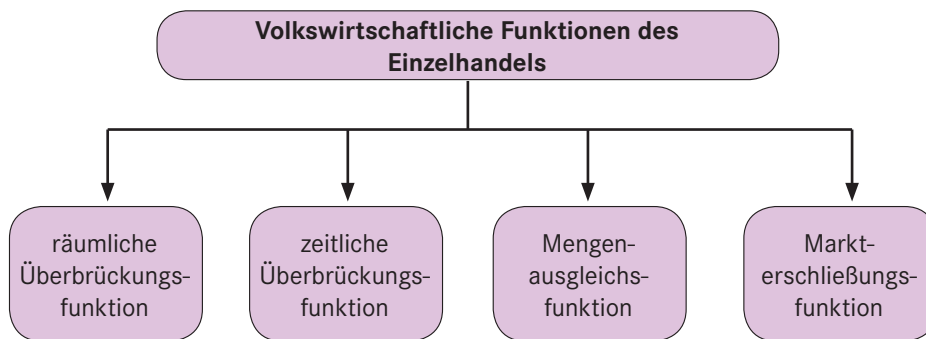 Volkswirtschaftliche Funktionen des
Einzelhandels
räumliche
Überbrückungs-
funktion
zeitliche
Überbrückungs-
funktion
Mengen-
ausgleichs-
funktion
Markt-
erschließungs-
funktion